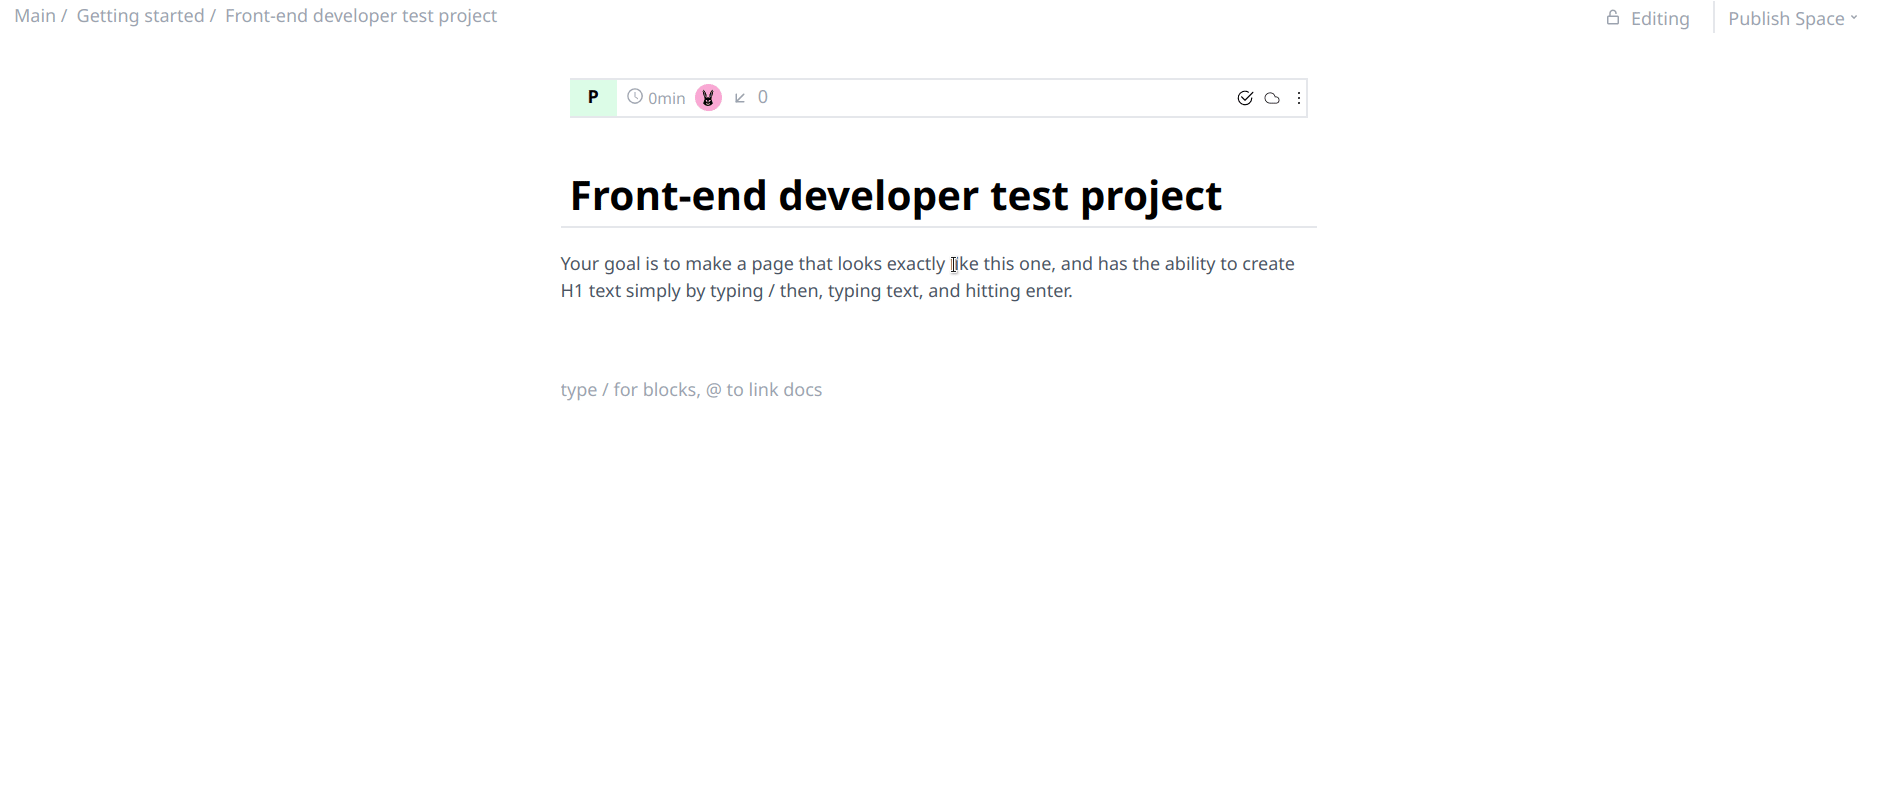 Main / Getting started / Front-end developer test project
Editing
Publish Space
P
0min
0
Front-end developer test project
Your goal is to make a page that looks exactly like this one, and has the ability to create
H1 text simply by typing / then, typing text, and hitting enter.
type / for blocks, @ to link docs